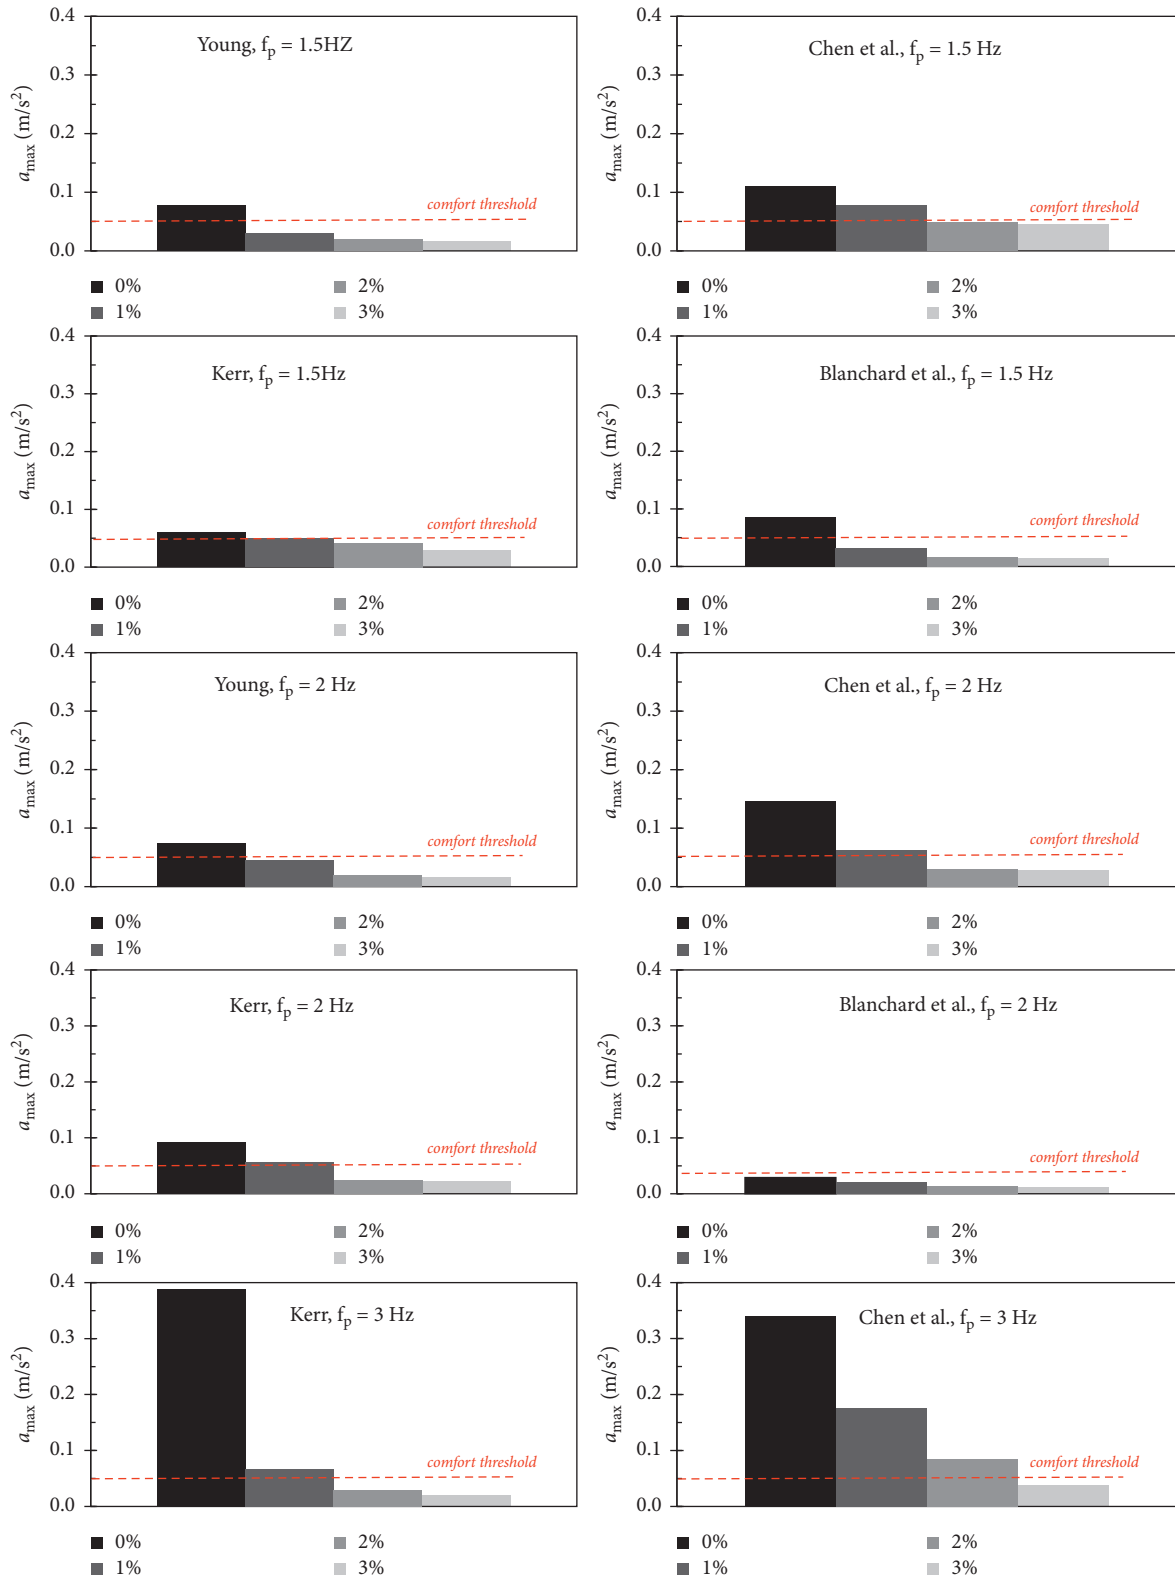 0.4
0.3
0.2
0.1
0.0
a_max (m/s²)
Young, f_p = 1.5HZ
comfort threshold
0% 2%
1% 3%
0.4
0.3
0.2
0.1
0.0
a_max (m/s²)
Chen et al., f_p = 1.5 Hz
comfort threshold
0% 2%
1% 3%
0.4
0.3
0.2
0.1
0.0
a_max (m/s²)
Kerr, f_p = 1.5Hz
comfort threshold
0% 2%
1% 3%
0.4
0.3
0.2
0.1
0.0
a_max (m/s²)
Blanchard et al., f_p = 1.5 Hz
comfort threshold
0% 2%
1% 3%
0.4
0.3
0.2
0.1
0.0
a_max (m/s²)
Young, f_p = 2 Hz
comfort threshold
0% 2%
1% 3%
0.4
0.3
0.2
0.1
0.0
a_max (m/s²)
Chen et al., f_p = 2 Hz
comfort threshold
0% 2%
1% 3%
0.4
0.3
0.2
0.1
0.0
a_max (m/s²)
Kerr, f_p = 2 Hz
comfort threshold
0% 2%
1% 3%
0.4
0.3
0.2
0.1
0.0
a_max (m/s²)
Blanchard et al., f_p = 2 Hz
comfort threshold
0% 2%
1% 3%
0.4
0.3
0.2
0.1
0.0
a_max (m/s²)
Kerr, f_p = 3 Hz
comfort threshold
0% 2%
1% 3%
0.4
0.3
0.2
0.1
0.0
a_max (m/s²)
Chen et al., f_p = 3 Hz
comfort threshold
0% 2%
1% 3%